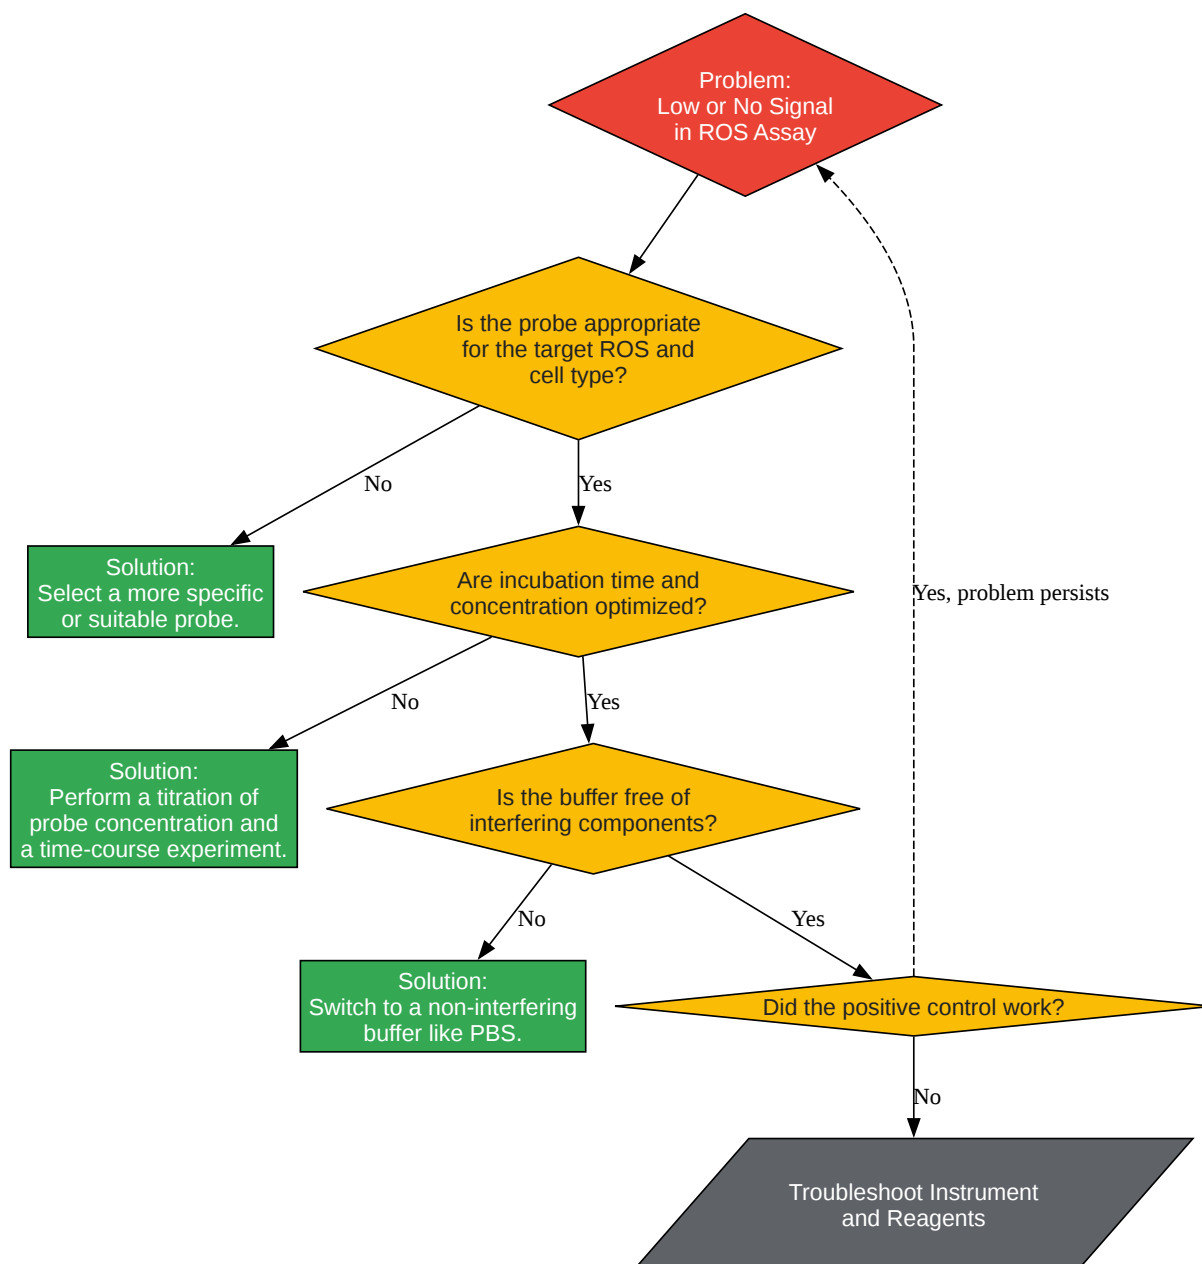 Problem:
Low or No Signal
in ROS Assay
Is the probe appropriate
for the target ROS and
cell type?
No
Yes
Solution:
Select a more specific
or suitable probe.
Are incubation time and
concentration optimized?
Yes, problem persists
No
Yes
Solution:
Perform a titration of
probe concentration and
a time-course experiment.
Is the buffer free of
interfering components?
No
Yes
Solution:
Switch to a non-interfering
buffer like PBS.
Did the positive control work?
No
Troubleshoot Instrument
and Reagents